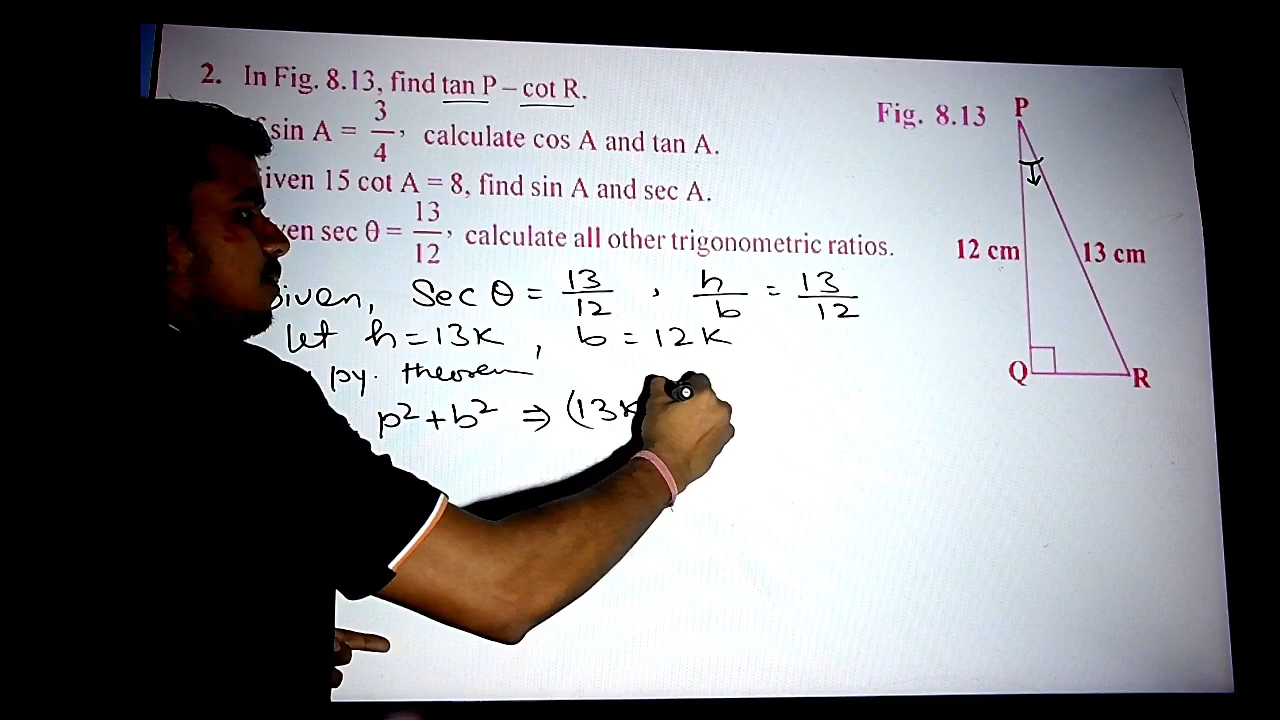 2. In Fig. 8.13, find tan P – cot R.
sin A = 3/4, calculate cos A and tan A.
iven 15 cot A = 8, find sin A and sec A.
ven sec θ = 13/12, calculate all other trigonometric ratios.
iven, Sec θ = 13/12, h/b = 13/12
let h = 13K, b = 12K
py. theorem
p²+b² ⇒ (13K
Fig. 8.13
P
12 cm
13 cm
Q
R